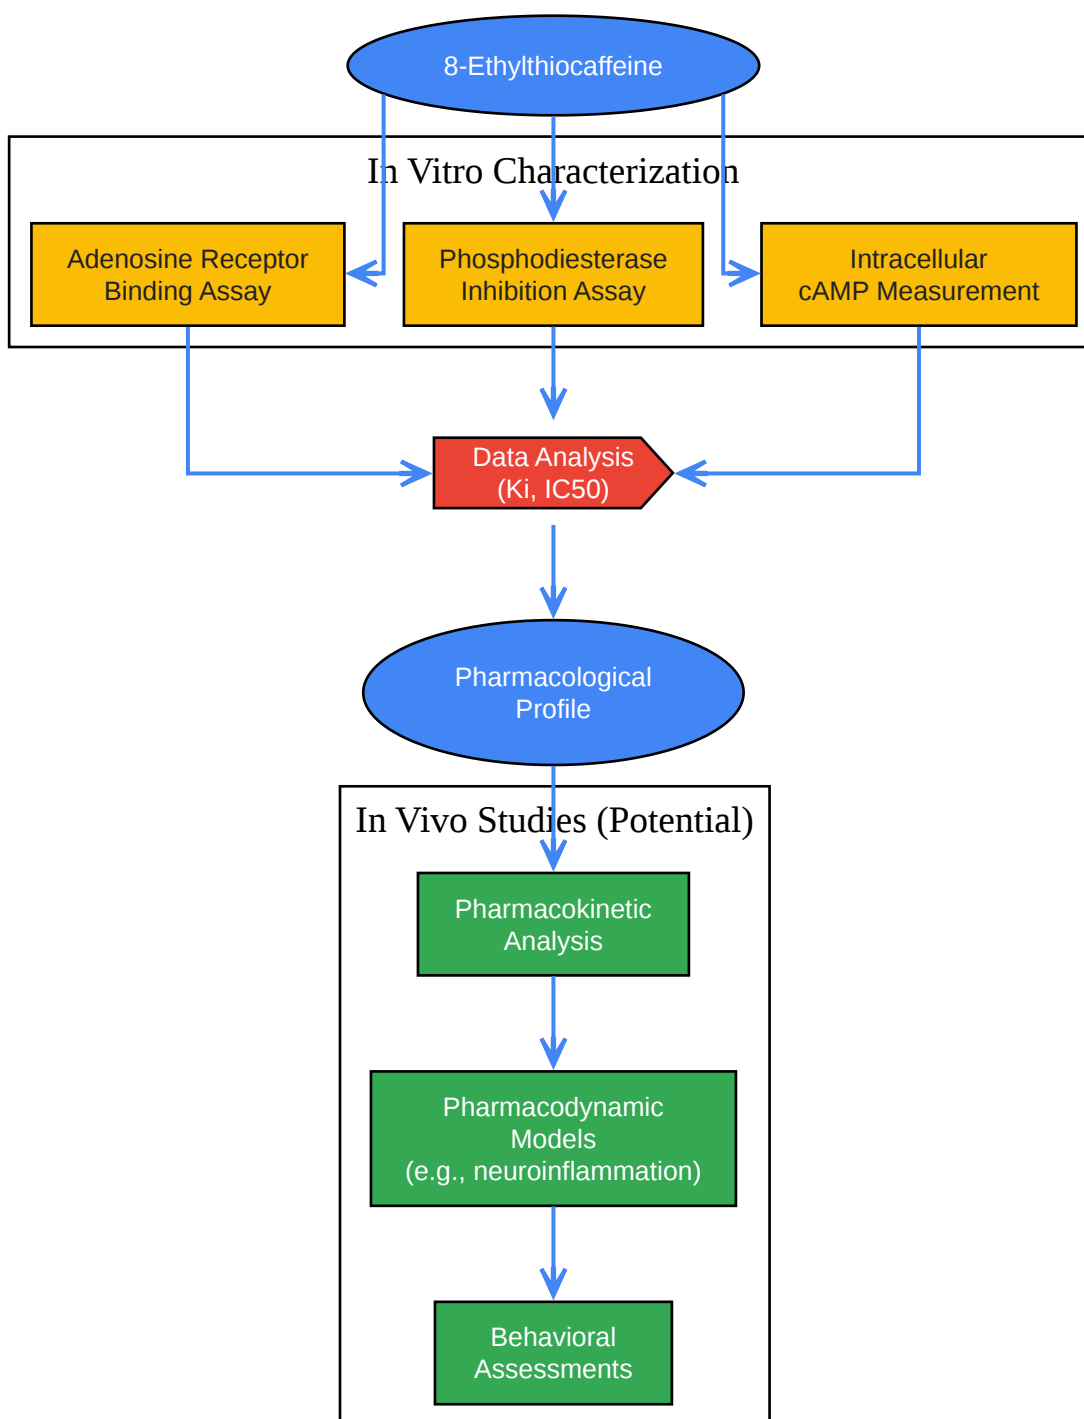 8-Ethylthiocaffeine
In Vitro Characterization
Adenosine Receptor
Binding Assay
Phosphodiesterase
Inhibition Assay
Intracellular
cAMP Measurement
Data Analysis
(Ki, IC50)
Pharmacological
Profile
In Vivo Studies (Potential)
Pharmacokinetic
Analysis
Pharmacodynamic
Models
(e.g., neuroinflammation)
Behavioral
Assessments